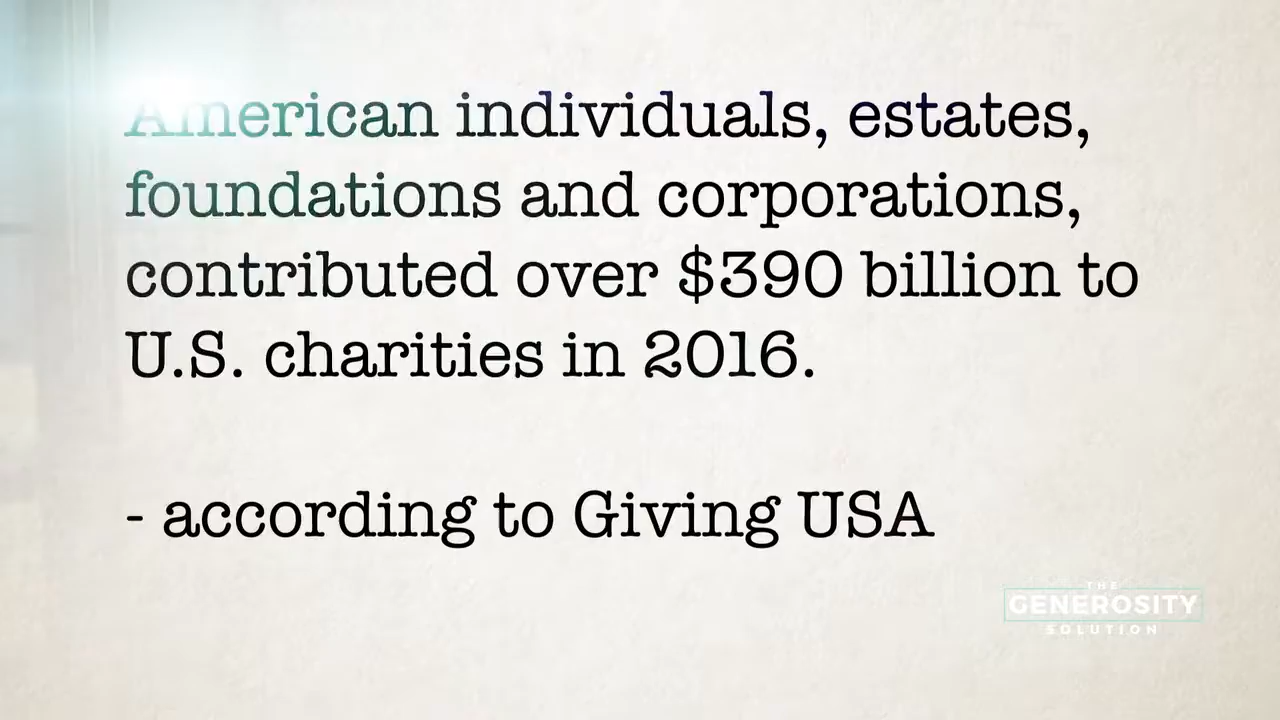 American individuals, estates,
foundations and corporations,
contributed over $390 billion to
U.S. charities in 2016.
- according to Giving USA
THE
GENEROSITY
SOLUTION